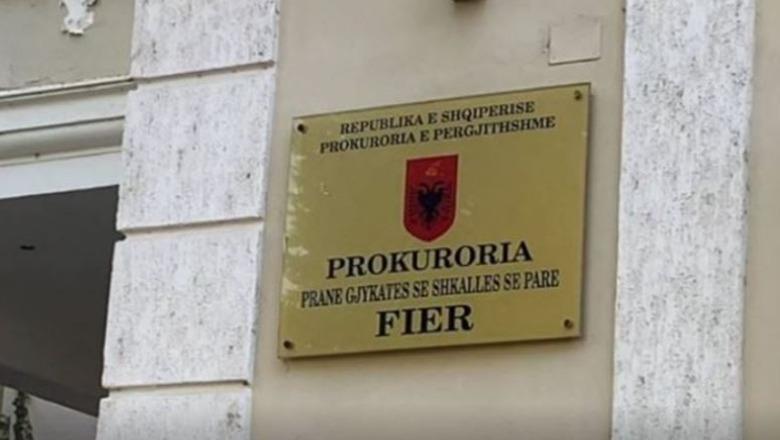 REPUBLIKA E SHQIPERISE
PROKURORIA E PERGJITHSHME
PROKURORIA
PRANE GJYKATES SE SHKALLES SE PARE
FIER